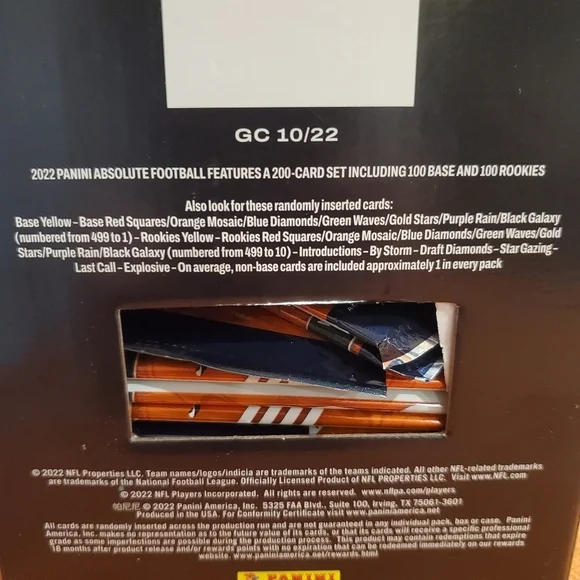 GC 10/22
2022 PANINI ABSOLUTE FOOTBALL FEATURES A 200-CARD SET INCLUDING 100 BASE AND 100 ROOKIES
Also look for these randomly inserted cards:
Base Yellow – Base Red Squares/Orange Mosaic/Blue Diamonds/Green Waves/Gold Stars/Purple Rain/Black Galaxy
(numbered from 499 to 1) – Rookies Yellow – Rookies Red Squares/Orange Mosaic/Blue Diamonds/Green Waves/Gold
Stars/Purple Rain/Black Galaxy (numbered from 499 to 10) – Introductions – By Storm – Draft Diamonds – Star Gazing –
Last Call – Explosive – On average, non-base cards are included approximately 1 in every pack
© 2022 NFL Properties LLC. Team names/logos/indicia are trademarks of the teams indicated. All other NFL-related trademarks
are trademarks of the National Football League. Officially Licensed Product of NFL Properties LLC. Visit www.NFL.com
© 2022 NFL Players Incorporated. All rights reserved. www.nflpa.com/players
帕尼尼 © 2022 Panini America, Inc. 5325 FAA Blvd., Suite 100, Irving, TX 75061-3601
Produced in the USA. For Conformity Certificate visit www.paniniamerica.net
All cards are randomly inserted across the production run and are not guaranteed in any individual pack, box or case. Panini
America, Inc. makes no representation as to the future value of its cards, or that its cards will receive any particular
grade as some imperfections are possible during the production process. This product may contain redemptions that expire
18 months after product release and/or rewards points with no expiration that can be redeemed immediately on our rewards
website. www.paniniamerica.net/rewards.html
PANINI